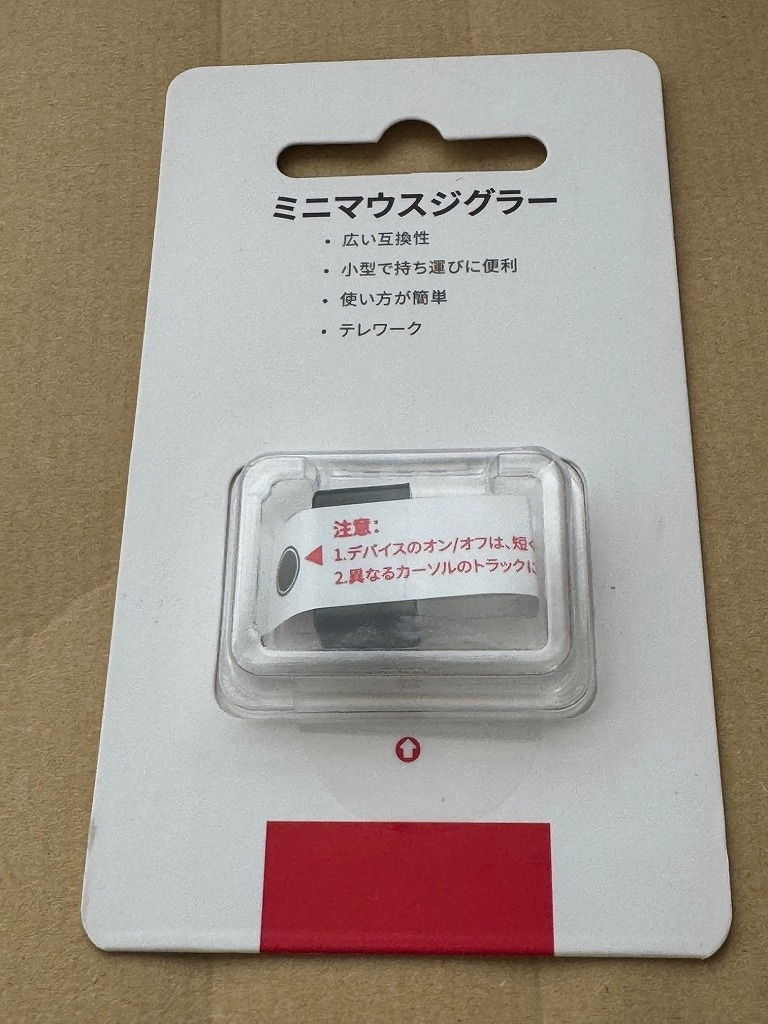 ミニマウスジグラー
• 広い互換性
• 小型で持ち運びに便利
• 使い方が簡単
• テレワーク
注意:
1.デバイスのオン/オフは、短く
2.異なるカーソルのトラックに